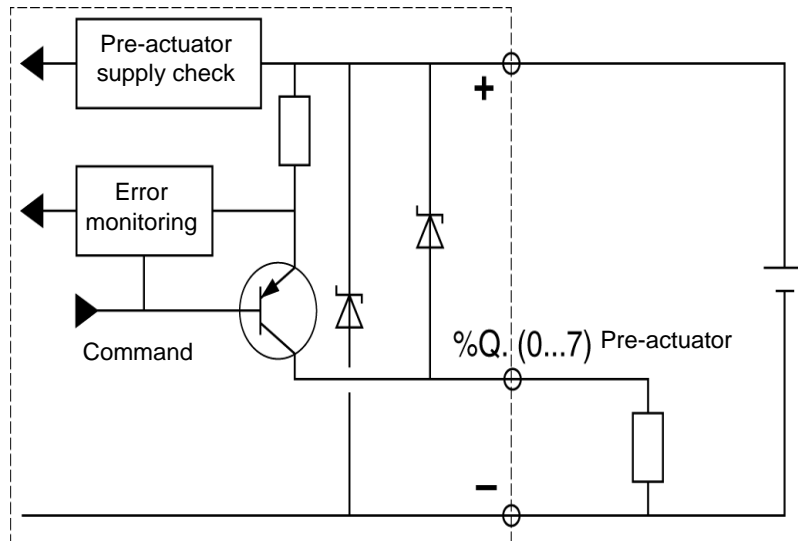 Pre-actuator
supply check
+
Error
monitoring
Command
%Q. (0...7) Pre-actuator
–